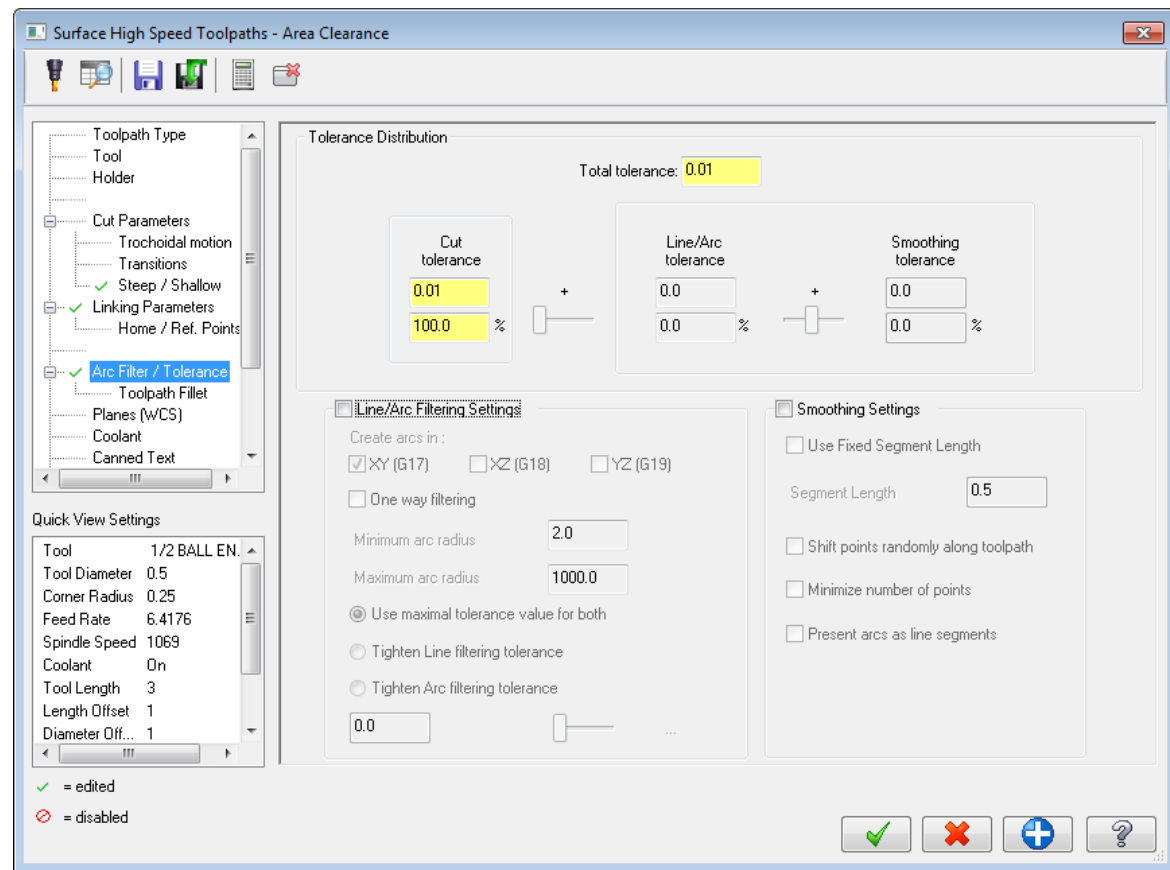 Surface High Speed Toolpaths - Area Clearance
Toolpath Type
Tool
Holder
Cut Parameters
Trochoidal motion
Transitions
Steep / Shallow
Linking Parameters
Home / Ref. Points
Arc Filter / Tolerance
Toolpath Fillet
Planes (WCS)
Coolant
Canned Text
Quick View Settings
Tool 1/2 BALL EN.
Tool Diameter 0.5
Corner Radius 0.25
Feed Rate 6.4176
Spindle Speed 1069
Coolant On
Tool Length 3
Length Offset 1
Diameter Off... 1
= edited
= disabled
Tolerance Distribution
Total tolerance: 0.01
Cut tolerance
0.01
100.0 %
+
Line/Arc tolerance
0.0
0.0 %
+
Smoothing tolerance
0.0
0.0 %
Line/Arc Filtering Settings
Create arcs in :
XY (G17) XZ (G18) YZ (G19)
One way filtering
Minimum arc radius 2.0
Maximum arc radius 1000.0
Use maximal tolerance value for both
Tighten Line filtering tolerance
Tighten Arc filtering tolerance
0.0 ...
Smoothing Settings
Use Fixed Segment Length
Segment Length 0.5
Shift points randomly along toolpath
Minimize number of points
Present arcs as line segments